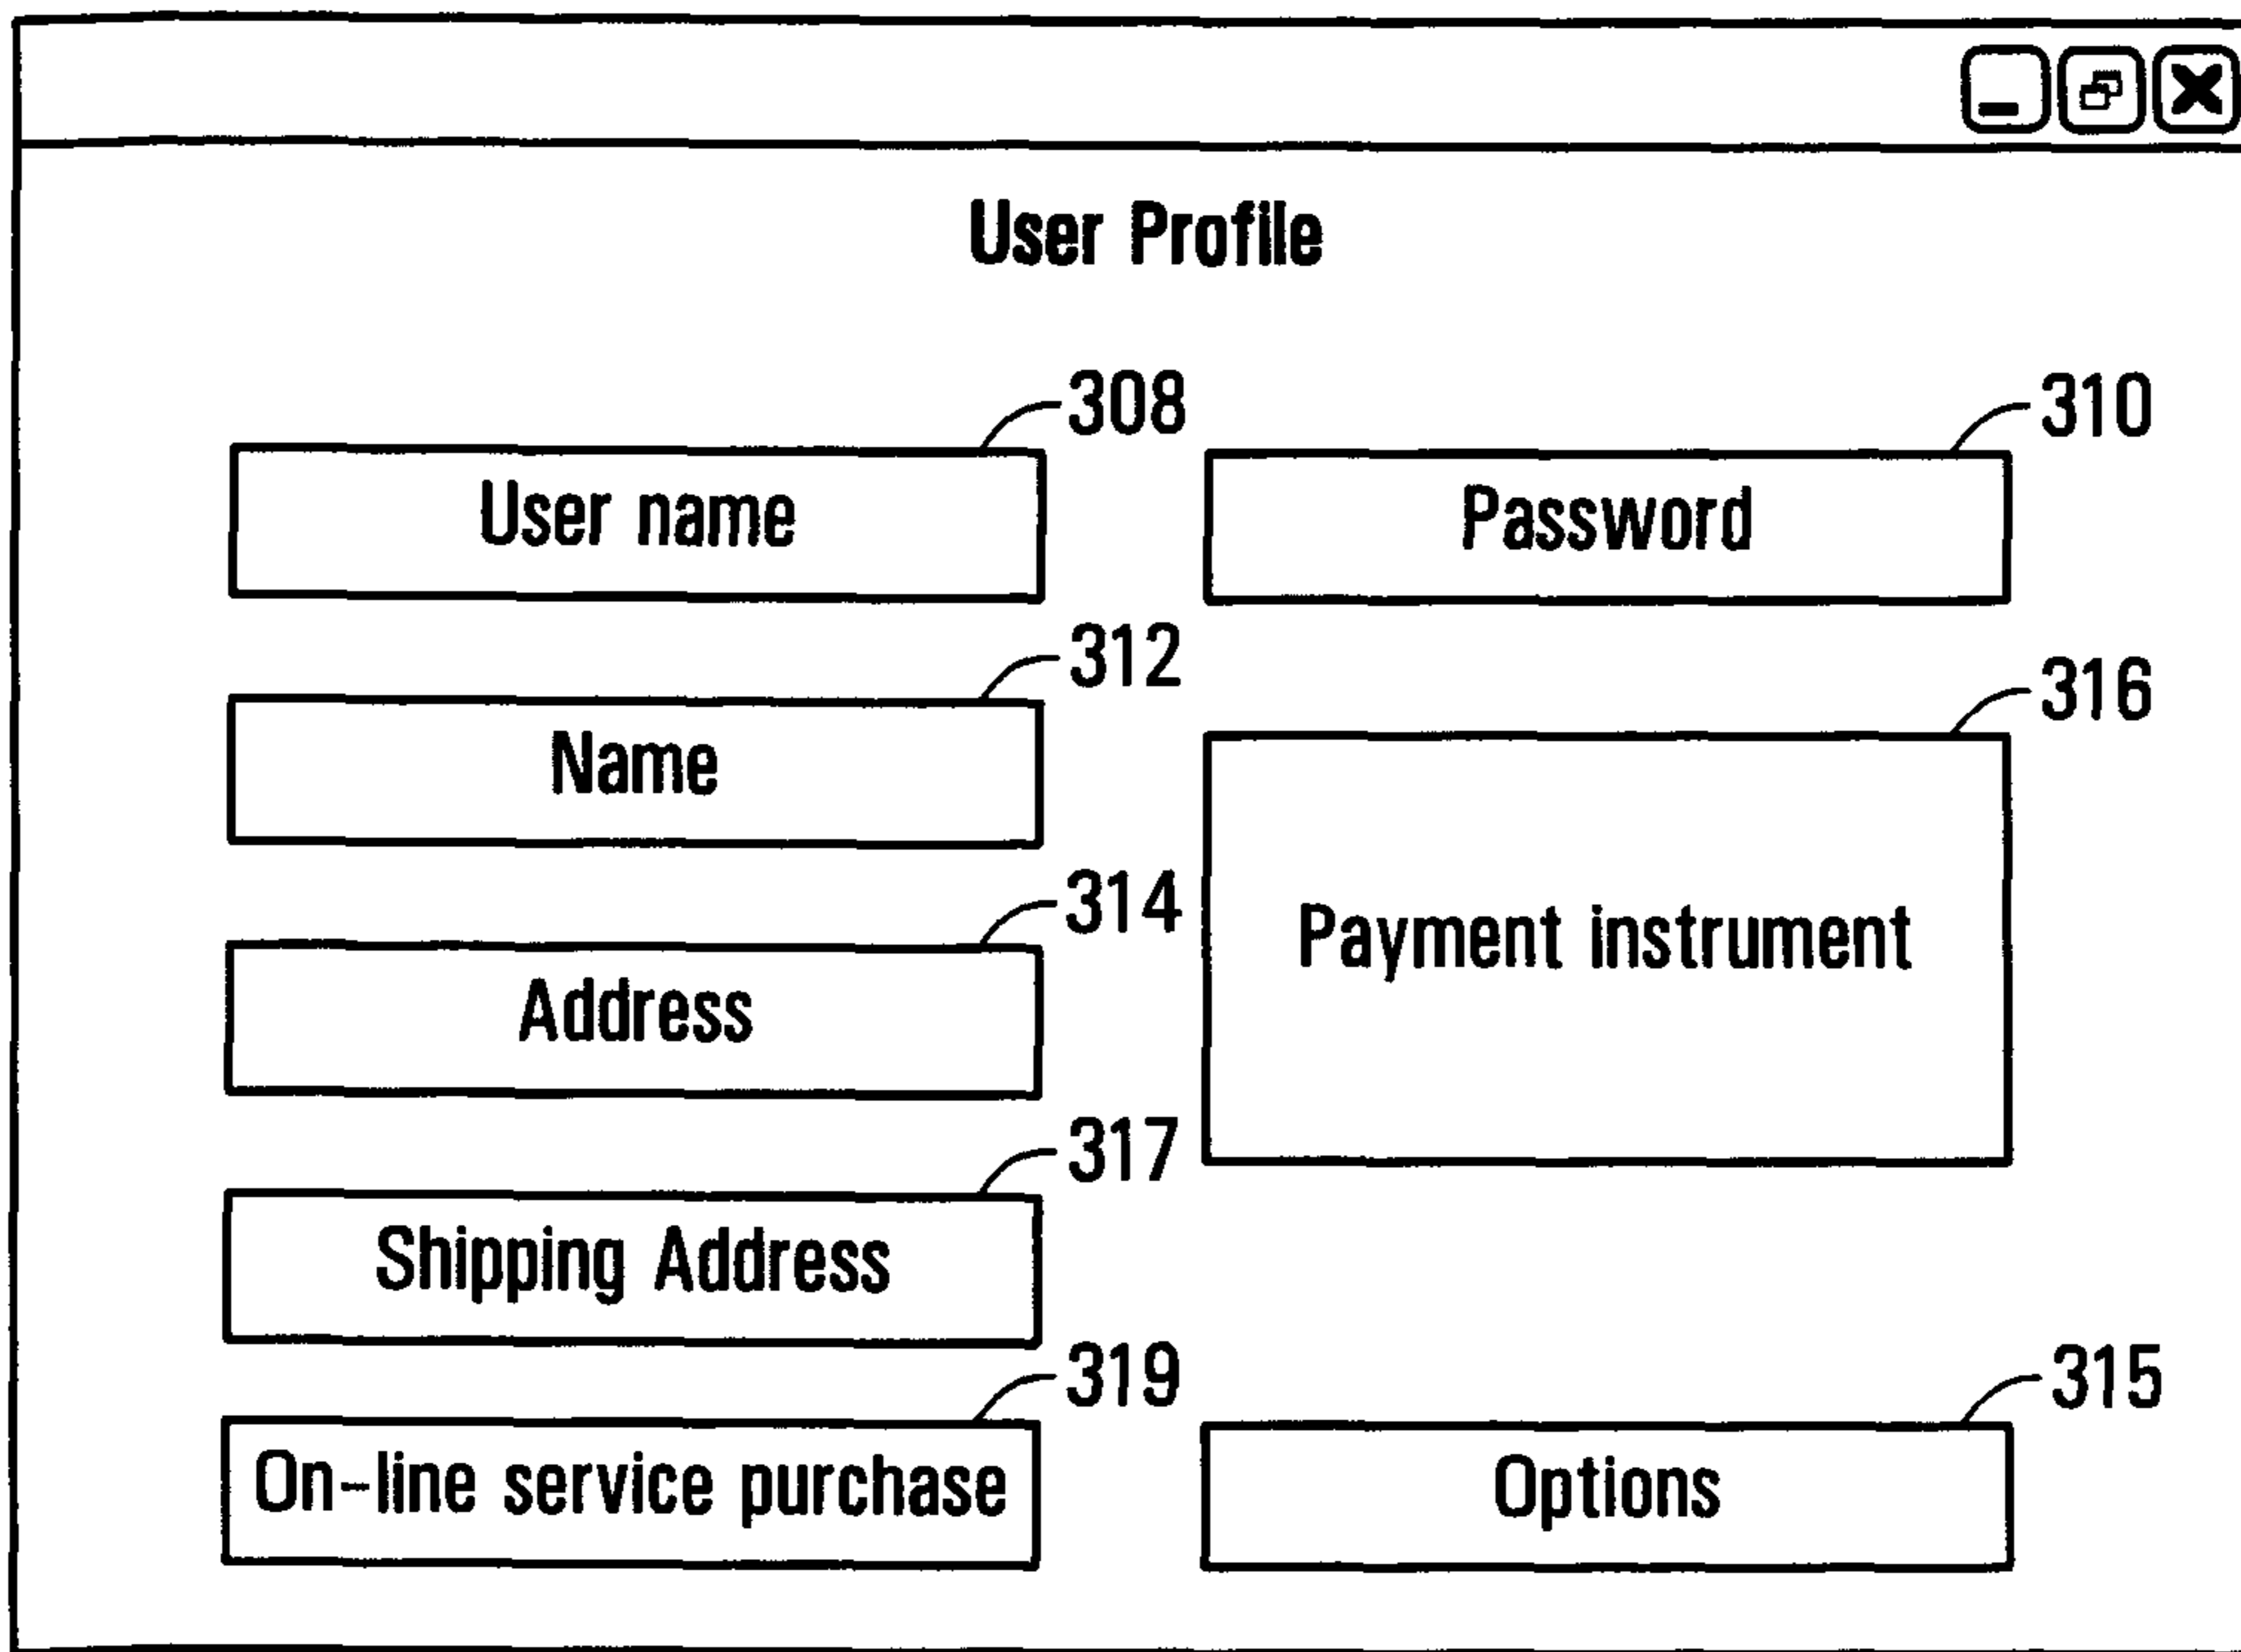 User Profile
308
310
User name
Password
312
316
Name
Payment instrument
314
Address
317
Shipping Address
319
315
On-line service purchase
Options